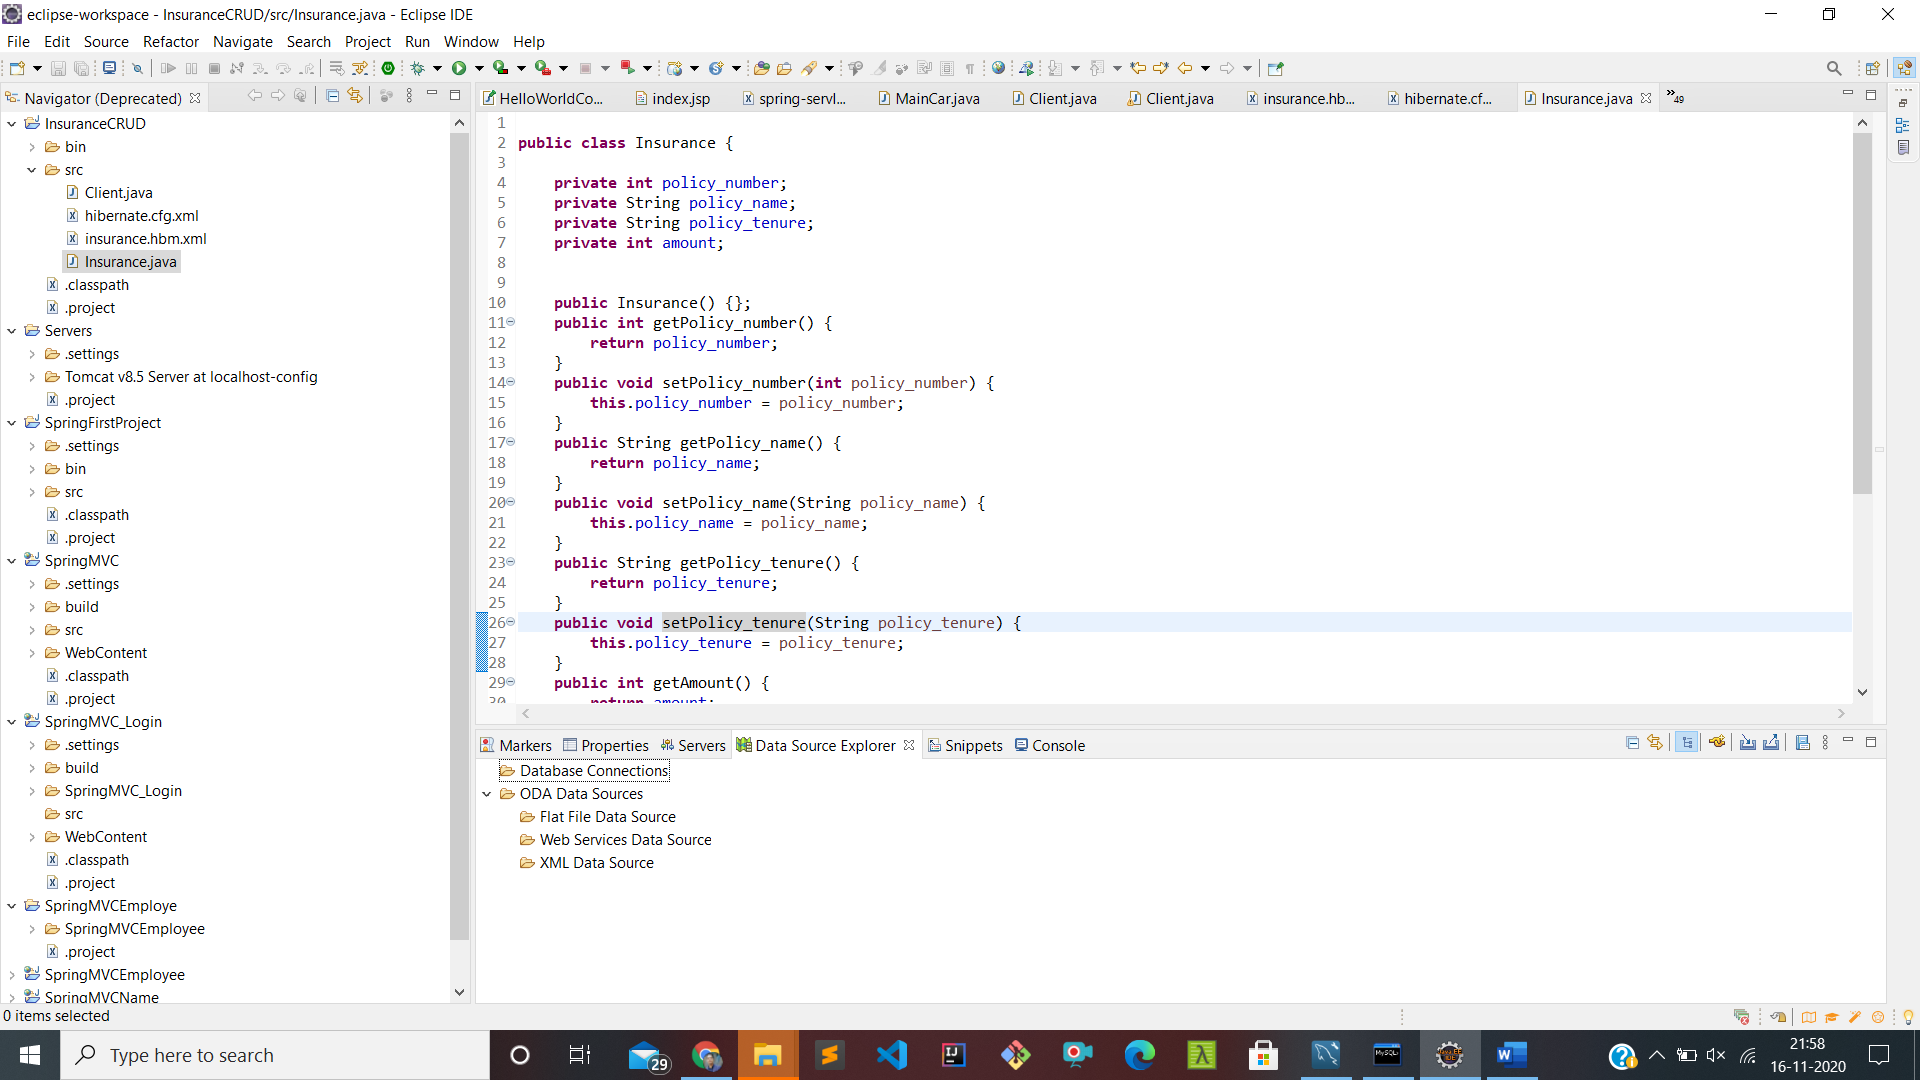 eclipse-workspace - InsuranceCRUD/src/Insurance.java - Eclipse IDE
File Edit Source Refactor Navigate Search Project Run Window Help
Navigator (Deprecated)
InsuranceCRUD
bin
src
Client.java
hibernate.cfg.xml
insurance.hbm.xml
Insurance.java
.classpath
.project
Servers
.settings
Tomcat v8.5 Server at localhost-config
.project
SpringFirstProject
.settings
bin
src
.classpath
.project
SpringMVC
.settings
build
src
WebContent
.classpath
.project
SpringMVC_Login
.settings
build
SpringMVC_Login
src
WebContent
.classpath
.project
SpringMVCEmploye
SpringMVCEmployee
.project
SpringMVCEmployee
SpringMVCName
HelloWorldCo... index.jsp spring-servl... MainCar.java Client.java Client.java insurance.hb... hibernate.cf... Insurance.java »49
1
2 public class Insurance {
3
4 private int policy_number;
5 private String policy_name;
6 private String policy_tenure;
7 private int amount;
8
9
10 public Insurance() {};
11 public int getPolicy_number() {
12 return policy_number;
13 }
14 public void setPolicy_number(int policy_number) {
15 this.policy_number = policy_number;
16 }
17 public String getPolicy_name() {
18 return policy_name;
19 }
20 public void setPolicy_name(String policy_name) {
21 this.policy_name = policy_name;
22 }
23 public String getPolicy_tenure() {
24 return policy_tenure;
25 }
26 public void setPolicy_tenure(String policy_tenure) {
27 this.policy_tenure = policy_tenure;
28 }
29 public int getAmount() {
30 return amount;
Markers Properties Servers Data Source Explorer Snippets Console
Database Connections
ODA Data Sources
Flat File Data Source
Web Services Data Source
XML Data Source
0 items selected
Type here to search
29
21:58
16-11-2020